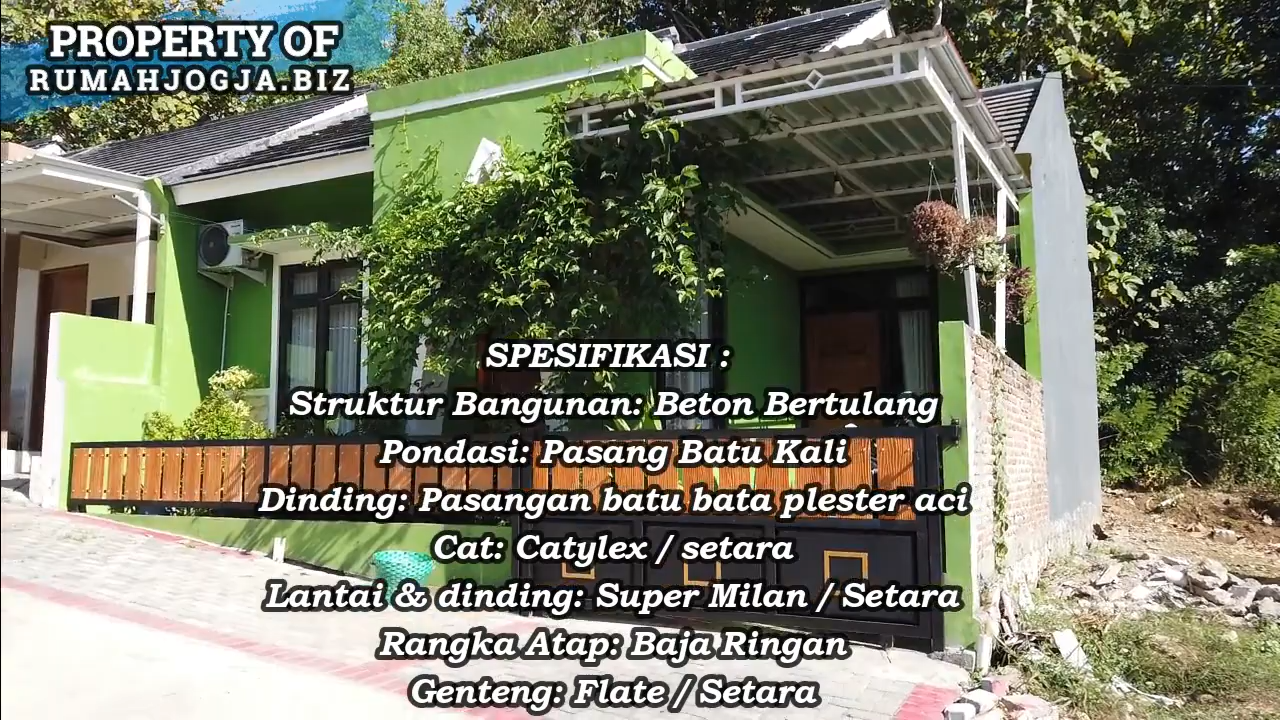 PROPERTY OF
RUMAHJOGJA.BIZ
SPESIFIKASI :
Struktur Bangunan: Beton Bertulang
Pondasi: Pasang Batu Kali
Dinding: Pasangan batu bata plester aci
Cat: Catylex / setara
Lantai & dinding: Super Milan / Setara
Rangka Atap: Baja Ringan
Genteng: Flate / Setara